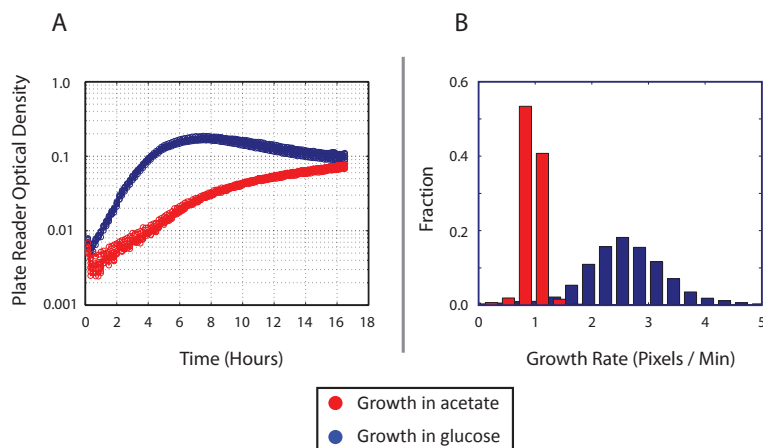 A
B
Plate Reader Optical Density
1.0
0.1
0.01
0.001
0 2 4 6 8 10 12 14 16 18
Time (Hours)
Fraction
0.6
0.4
0.2
0.0
0 1 2 3 4 5
Growth Rate (Pixels / Min)
Growth in acetate
Growth in glucose